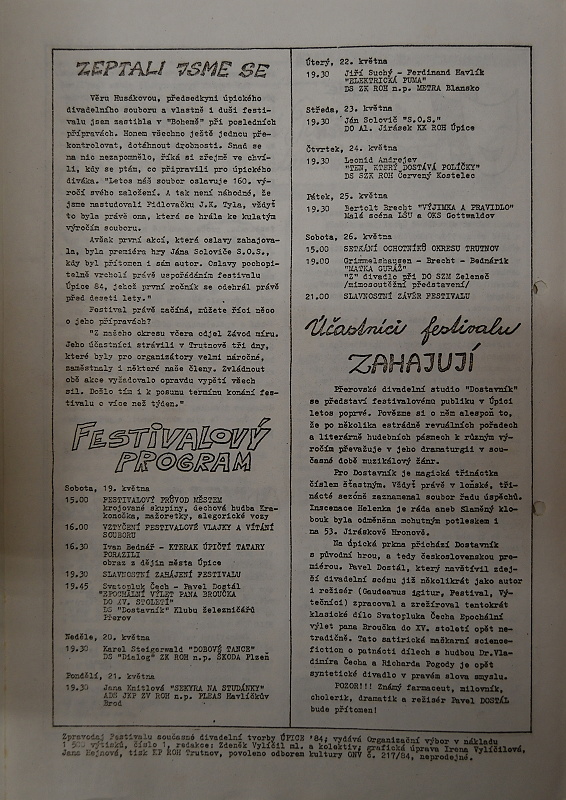 ZEPTALI JSME SE
Věru Husákovou, předsedkyni úpického
divadelního souboru a vlastně i duši festi-
valu jsem zastihla v "Bohemě" při posledních
přípravách. Honem všechno ještě jednou pře-
kontrolovat, dotáhnout drobnosti. Snad se
na nic nezapomnělo, říká si zřejmě ve chví-
li, kdy se ptám, co připravili pro úpického
diváka. "Letos náš soubor oslavuje 160. vý-
ročí svého založení. A tak není náhodné, že
jsme nastudovali Fidlovačku J.K. Tyla, vždyť
to byla právě ona, která se hrála ke kulatým
výročím souboru.
Avšak první akcí, která oslavy zahajova-
la, byla premiéra hry Jána Soloviče S.O.S.,
kdy byl přítomen i sám autor. Oslavy pochopi-
telně vrcholí právě uspořádáním festivalu
Úpice 84, jehož první ročník se odehrál právě
před deseti lety."
Festival právě začíná, můžete říci něco
o jeho přípravách?
"Z našeho okresu včera odjel Závod míru.
Jeho účastníci strávili v Trutnově tři dny,
které byly pro organizátory velmi náročné,
zaměstnaly i některé naše členy. Zvládnout
obě akce vyžadovalo opravdu vypětí všech
sil. Došlo tím i k posunu termínu konání fes-
tivalu o více než týden."
FESTIVALOVÝ
PROGRAM
Sobota, 19. května
15.00 FESTIVALOVÝ PRŮVOD MĚSTEM
krojované skupiny, dechová hudba Kra-
konoška, mažoretky, alegorické vozy
16.00 VZTYČENÍ FESTIVALOVÉ VLAJKY A VÍTÁNÍ
SOUBORU
16.30 Ivan Bednář - KTERAK ÚPIČTÍ TATARY
PORAZILI
obraz z dějin města Úpice
19.30 SLAVNOSTNÍ ZAHÁJENÍ FESTIVALU
19.45 Svatopluk Čech - Pavel Dostál
"EPOCHÁLNÍ VÝLET PANA BROUČKA
DO XV. STOLETÍ"
DS "Dostavník" Klubu železničářů
Přerov
Neděle, 20. května
19.30 Karel Steigerwald "DOBOVÉ TANCE"
DS "Dialog" ZK ROH n.p. ŠKODA Plzeň
Pondělí, 21. května
19.30 Jana Knitlová "SEKYRA NA STUDÁNKY"
ADS JKP ZV ROH n.p. PLEAS Havlíčkův
Brod
Úterý, 22. května
19.30 Jiří Suchý - Ferdinand Havlík
"ELEKTRICKÁ PUMA"
DS ZK ROH n.p. METRA Blansko
Středa, 23. května
19.30 Ján Solovič "S.O.S."
DO Al. Jirásek KK ROH Úpice
Čtvrtek, 24. května
19.30 Leonid Andrejev
"TEN, KTERÝ DOSTÁVÁ POLÍČKY"
DS SZK ROH Červený Kostelec
Pátek, 25. května
19.30 Bertolt Brecht "VÝJIMKA A PRAVIDLO"
Malá scéna LŠU a OKS Gottwaldov
Sobota, 26. května
15.00 SETKÁNÍ OCHOTNÍKŮ OKRESU TRUTNOV
19.00 Grimmelshausen - Brecht - Bednárik
"MATKA GURÁŽ"
"Z" divadlo při DO SZM Zeleneč
/mimosoutěžní představení/
21.00 SLAVNOSTNÍ ZÁVĚR FESTIVALU
Účastníci festivalu
ZAHAJUJÍ
Přerovské divadelní studio "Dostavník"
se představí festivalovému publiku v Úpici
letos poprvé. Povězme si o něm alespoň to,
že po několika estrádně revuálních pořadech
a literárně hudebních pásmech k různým vý-
ročím převažuje v jeho dramaturgii v sou-
časné době muzikálový žánr.
Pro Dostavník je magická třináctka
číslem šťastným. Vždyť právě v loňské, tři-
nácté sezóně zaznamenal soubor řadu úspěchů.
Inscenace Helenka je ráda aneb Slaměný klo-
bouk byla odměněna mohutným potleskem i
na 53. Jiráskově Hronově.
Na úpická prkna přichází Dostavník
s původní hrou, a tedy československou pre-
miérou. Pavel Dostál, který navštívil zdej-
ší divadelní scénu již několikrát jako autor
i režisér (Gaudeamus igitur, Festival, Vý-
tečníci) zpracoval a zrežíroval tentokrát
klasické dílo Svatopluka Čecha Epochální
výlet pana Broučka do XV. století opět ne-
tradičně. Tato satirická maškarní science-
fiction o patnácti dílech s hudbou Dr.Vla-
dimíra Čecha a Richarda Pogody je opět
syntetické divadlo v pravém slova smyslu.
POZOR!!! Známý farmaceut, milovník,
cholerik, dramatik a režisér Pavel DOSTÁL
bude přítomen!
Zpravodaj Festivalu současné divadelní tvorby ÚPICE '84; vydává Organizační výbor v nákladu
1 500 výtisků, číslo 1, redakce: Zdeněk Vylíčil ml. a kolektiv; grafická úprava Irena Vylíčilová,
Jana Hejnová, tisk KP ROH Trutnov, povoleno odborem kultury ONV č. 217/84, neprodejné.